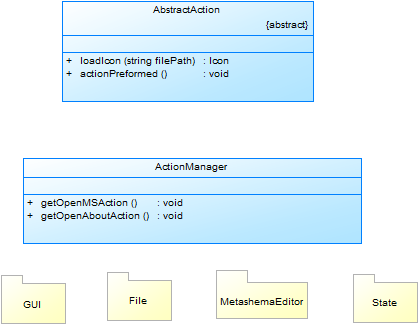 AbstractAction
{abstract}
+ loadIcon (string filePath) : Icon
+ actionPreformed () : void
ActionManager
+ getOpenMSAction () : void
+ getOpenAboutAction () : void
GUI
File
MetashemaEditor
State